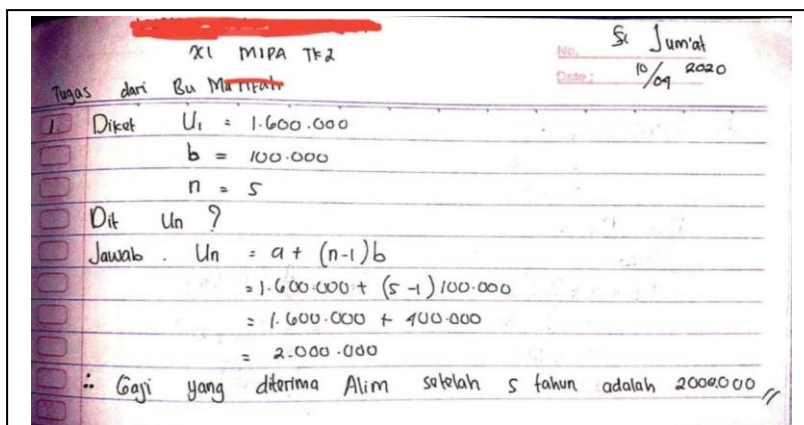 XI MIPA TK2
No. Sc Jum'at
Date: 10/09 2020
Tugas dari Bu
1. Diket U₁ = 1.600.000
b = 100.000
n = 5
Dit Un ?
Jawab. Un = a + (n-1)b
= 1.600.000 + (5-1)100.000
= 1.600.000 + 400.000
= 2.000.000
∴ Gaji yang diterima Alim setelah 5 tahun adalah 2000.000 //